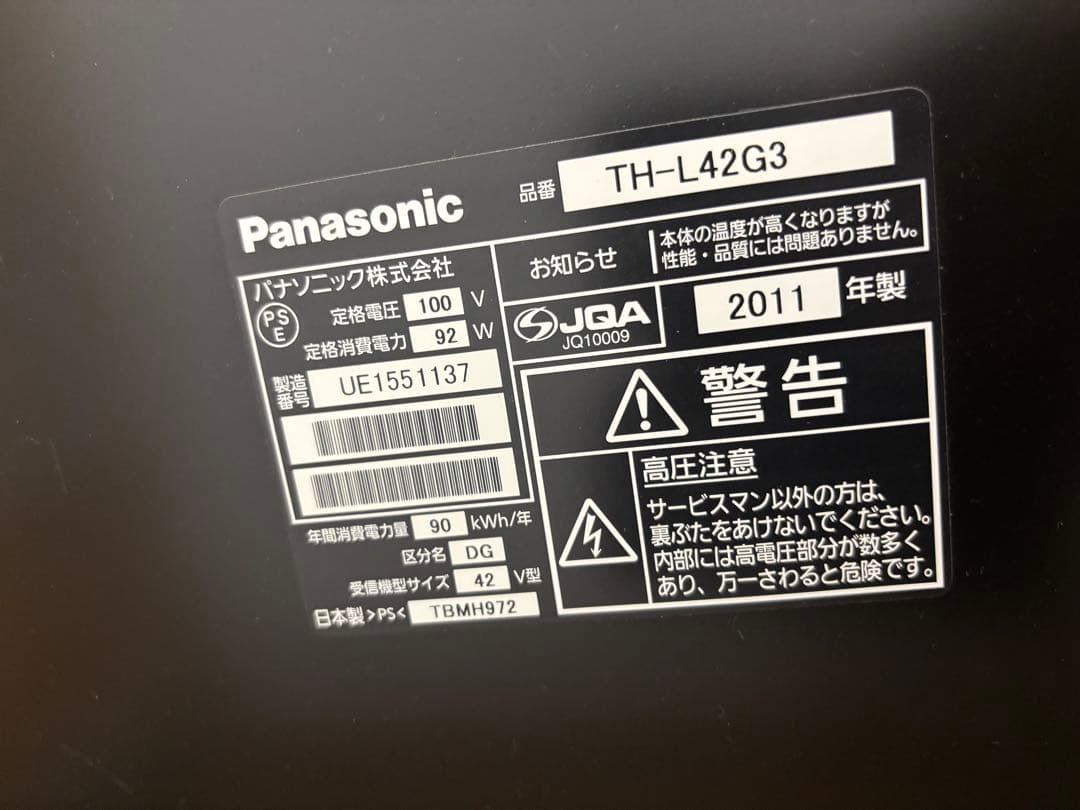 品番 TH-L42G3
Panasonic
パナソニック株式会社
PS
E
定格電圧 100 V
定格消費電力 92 W
製造
番号
UE1551137
年間消費電力量 90 kWh/年
区分名 DG
受信機型サイズ 42 V型
日本製 >PS< TBMH972
お知らせ
本体の温度が高くなりますが
性能・品質には問題ありません。
JQA
JQ10009
2011 年製
警告
高圧注意
サービスマン以外の方は、
裏ぶたをあけないでください。
内部には高電圧部分が数多く
あり、万一さわると危険です。